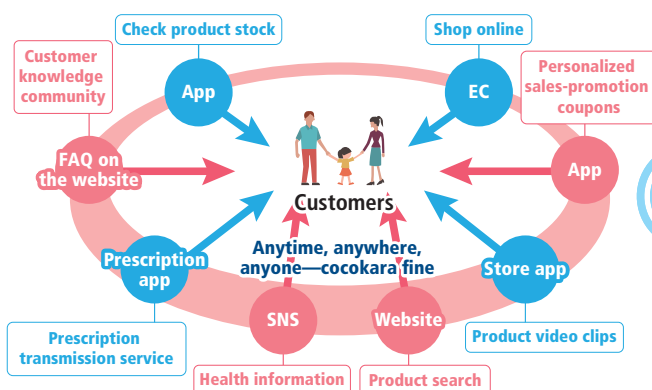 Check product stock
Shop online
Customer
knowledge
community
Personalized
sales-promotion
coupons
App
EC
FAQ on
the website
App
Customers
Anytime, anywhere,
anyone—cocokara fine
Prescription
app
Store app
SNS
Website
Prescription
transmission service
Product video clips
Health information
Product search